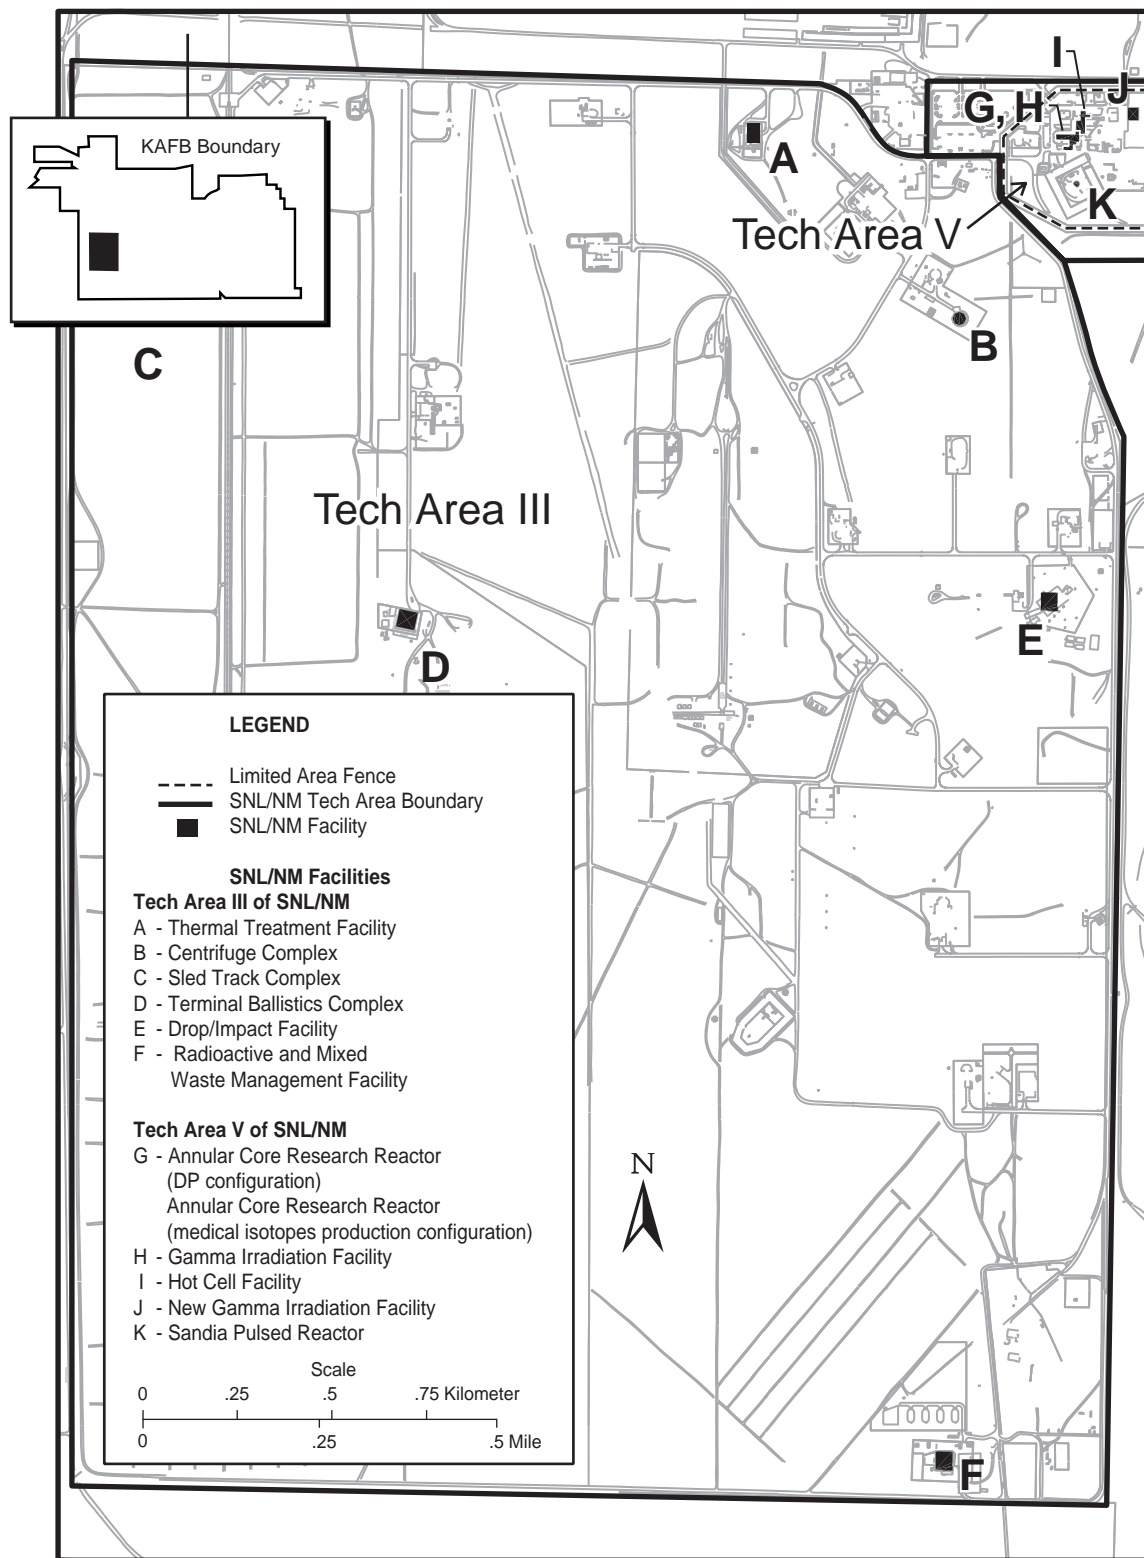 I
J
G, H
KAFB Boundary
A
K
Tech Area V
B
C
Tech Area III
E
D
LEGEND
Limited Area Fence
SNL/NM Tech Area Boundary
SNL/NM Facility
SNL/NM Facilities
Tech Area III of SNL/NM
A - Thermal Treatment Facility
B - Centrifuge Complex
C - Sled Track Complex
D - Terminal Ballistics Complex
E - Drop/Impact Facility
F - Radioactive and Mixed
Waste Management Facility
Tech Area V of SNL/NM
G - Annular Core Research Reactor
(DP configuration)
Annular Core Research Reactor
(medical isotopes production configuration)
H - Gamma Irradiation Facility
I - Hot Cell Facility
J - New Gamma Irradiation Facility
K - Sandia Pulsed Reactor
Scale
0 .25 .5 .75 Kilometer
0 .25 .5 Mile
N
F